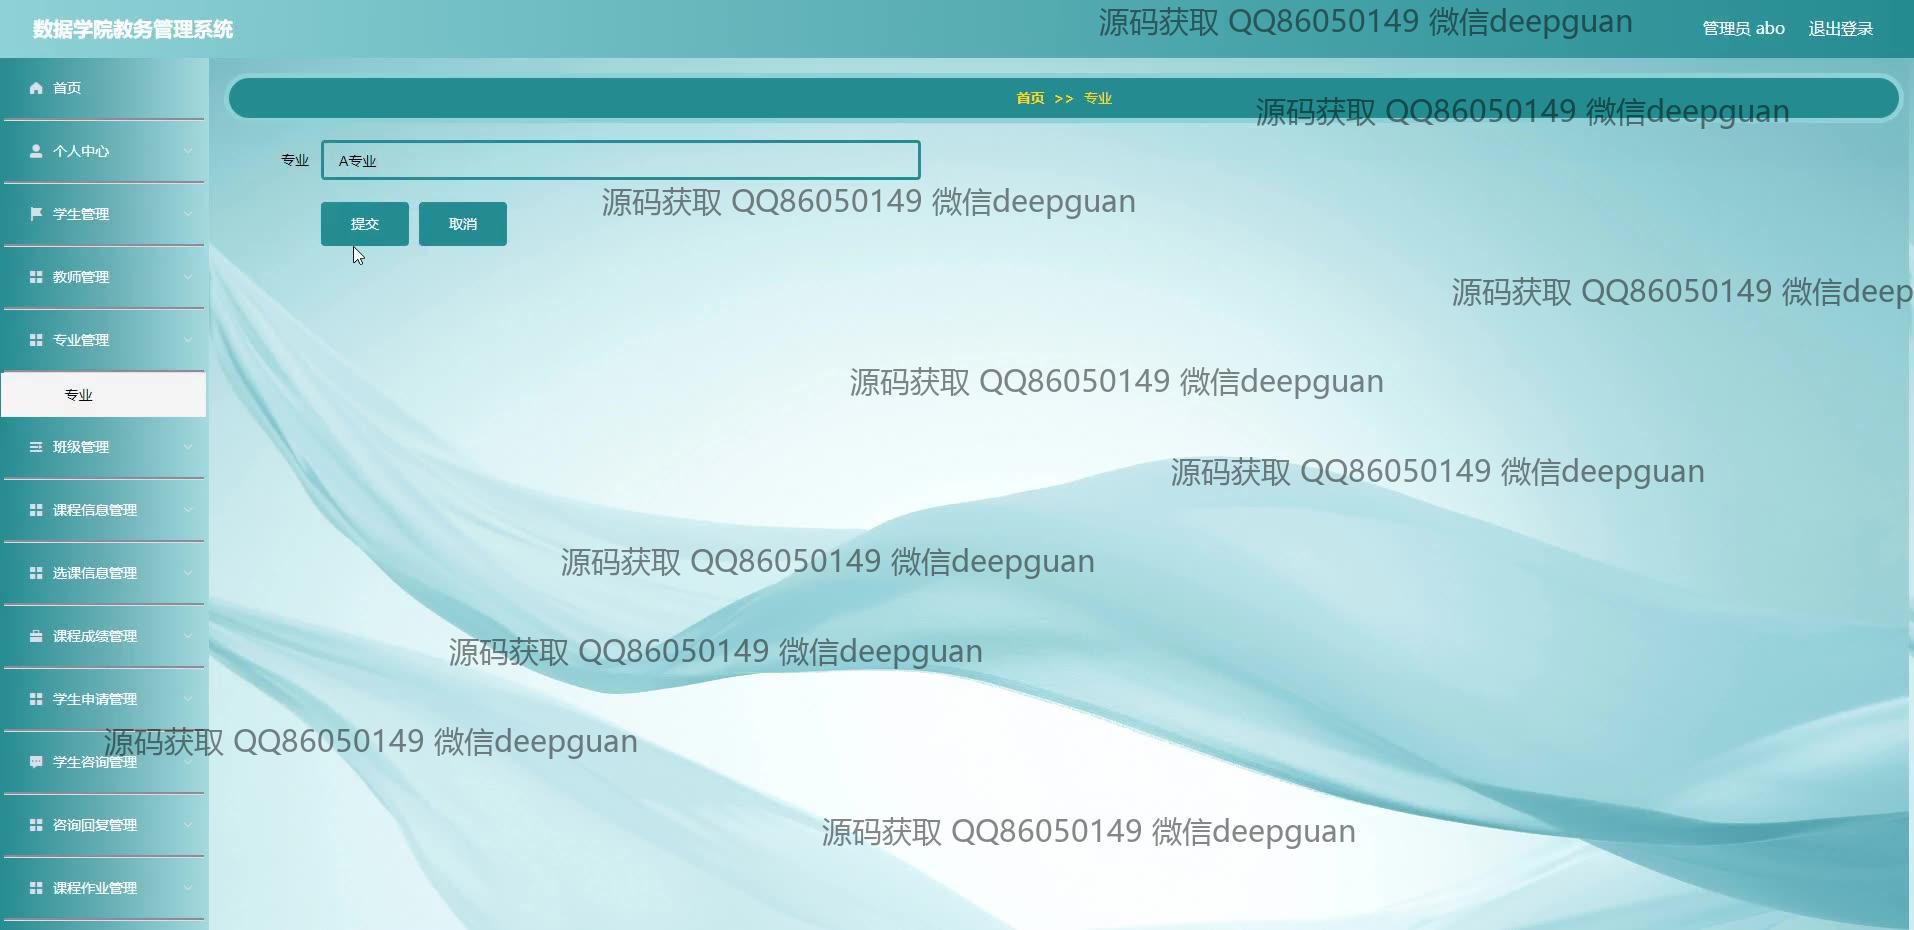 数据学院教务管理系统
源码获取 QQ86050149 微信deepguan
管理员 abo
退出登录
首页
首页 >> 专业
源码获取 QQ86050149 微信deepguan
个人中心
专业
A专业
源码获取 QQ86050149 微信deepguan
学生管理
提交
取消
教师管理
源码获取 QQ86050149 微信deep
专业管理
源码获取 QQ86050149 微信deepguan
专业
班级管理
源码获取 QQ86050149 微信deepguan
课程信息管理
源码获取 QQ86050149 微信deepguan
选课信息管理
课程成绩管理
源码获取 QQ86050149 微信deepguan
学生申请管理
源码获取 QQ86050149 微信deepguan
学生咨询管理
咨询回复管理
源码获取 QQ86050149 微信deepguan
课程作业管理